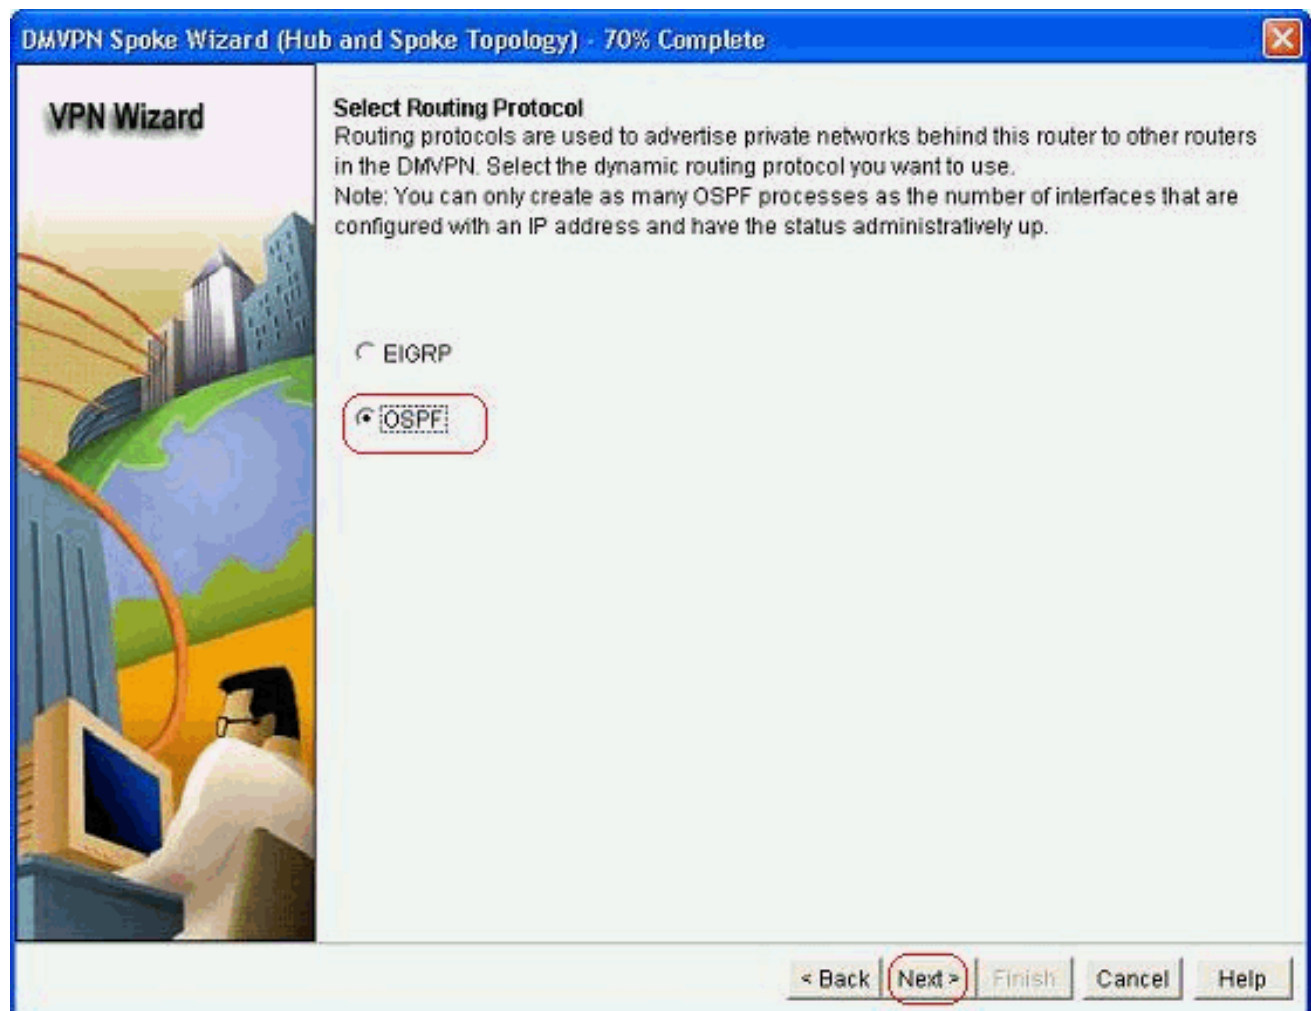 DMVPN Spoke Wizard (Hub and Spoke Topology) - 70% Complete
VPN Wizard
Select Routing Protocol
Routing protocols are used to advertise private networks behind this router to other routers
in the DMVPN. Select the dynamic routing protocol you want to use.
Note: You can only create as many OSPF processes as the number of interfaces that are
configured with an IP address and have the status administratively up.
EIGRP
OSPF
< Back Next > Finish Cancel Help